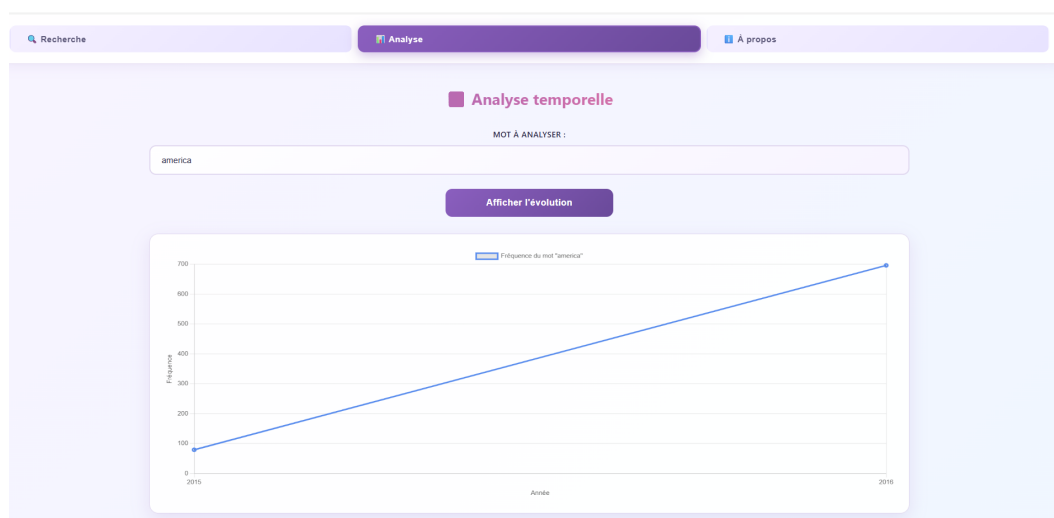 Recherche
Analyse
À propos
Analyse temporelle
MOT À ANALYSER :
america
Afficher l'évolution
Fréquence du mot "america"
700
600
500
400
300
200
100
0
Fréquence
2015
2016
Année